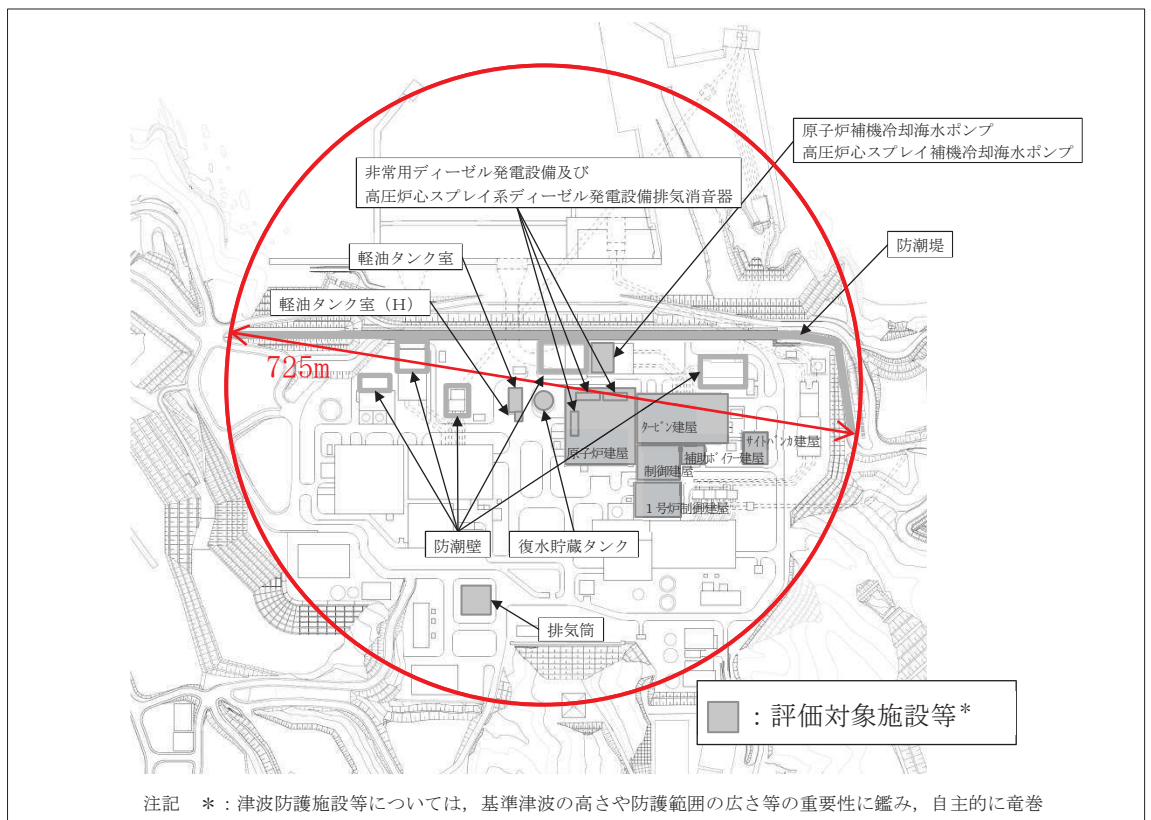 原子炉補機冷却海水ポンプ
高圧炉心スプレイ補機冷却海水ポンプ
非常用ディーゼル発電設備及び
高圧炉心スプレイ系ディーゼル発電設備排気消音器
防潮堤
軽油タンク室
軽油タンク室（H）
725m
タービン建屋
サイトバンカ建屋
原子炉建屋
補助ボイラー建屋
制御建屋
１号炉制御建屋
防潮壁
復水貯蔵タンク
排気筒
：評価対象施設等*
注記　＊：津波防護施設等については，基準津波の高さや防護範囲の広さ等の重要性に鑑み，自主的に竜巻